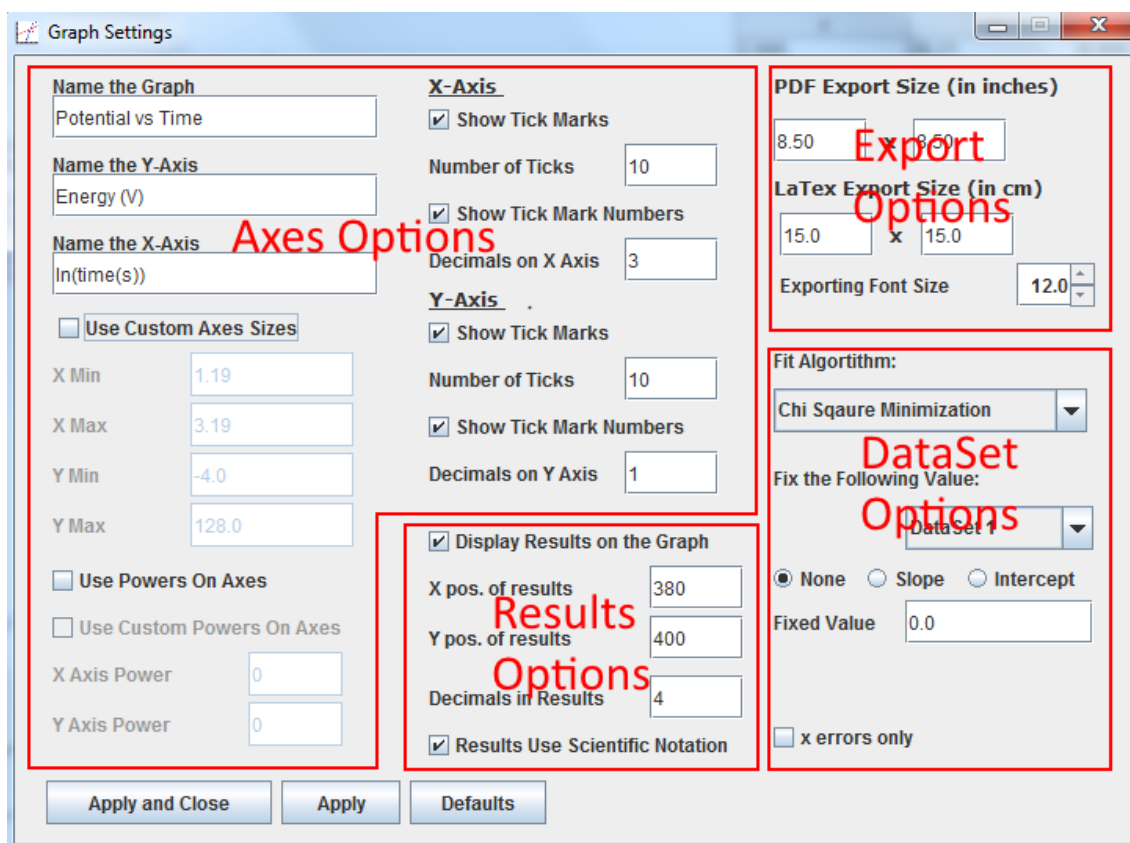 Graph Settings
Name the Graph
Potential vs Time
Name the Y-Axis
Energy (V)
Name the X-Axis
ln(time(s))
Axes Options
Use Custom Axes Sizes
X Min 1.19
X Max 3.19
Y Min -4.0
Y Max 128.0
Use Powers On Axes
Use Custom Powers On Axes
X Axis Power 0
Y Axis Power 0
X-Axis
Show Tick Marks
Number of Ticks 10
Show Tick Mark Numbers
Decimals on X Axis 3
Y-Axis
Show Tick Marks
Number of Ticks 10
Show Tick Mark Numbers
Decimals on Y Axis 1
Display Results on the Graph
X pos. of results 380
Y pos. of results 400
Decimals in Results 4
Results Use Scientific Notation
Results
Options
PDF Export Size (in inches)
8.50 x 8.50
LaTex Export Size (in cm)
15.0 x 15.0
Exporting Font Size 12.0
Export
Options
Fit Algortithm:
Chi Sqaure Minimization
Fix the Following Value:
DataSet 1
None Slope Intercept
Fixed Value 0.0
x errors only
DataSet
Options
Apply and Close Apply Defaults